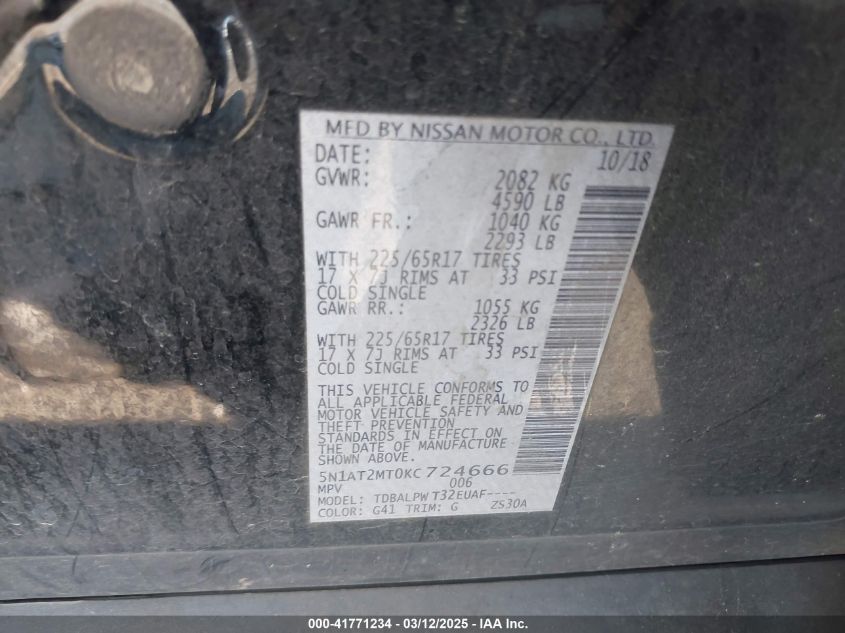 MFD BY NISSAN MOTOR CO., LTD.
DATE: 10/18
GVWR: 2082 KG
4590 LB
GAWR FR.: 1040 KG
2293 LB
WITH 225/65R17 TIRES
17 X 7J RIMS AT 33 PSI
COLD SINGLE
GAWR RR.: 1055 KG
2326 LB
WITH 225/65R17 TIRES
17 X 7J RIMS AT 33 PSI
COLD SINGLE
THIS VEHICLE CONFORMS TO
ALL APPLICABLE FEDERAL
MOTOR VEHICLE SAFETY AND
THEFT PREVENTION
STANDARDS IN EFFECT ON
THE DATE OF MANUFACTURE
SHOWN ABOVE.
5N1AT2MT0KC724666
MPV 006
MODEL: TDBALPW T32EUAF----
COLOR: G41 TRIM: G ZS30A
000-41771234 - 03/12/2025 - IAA Inc.